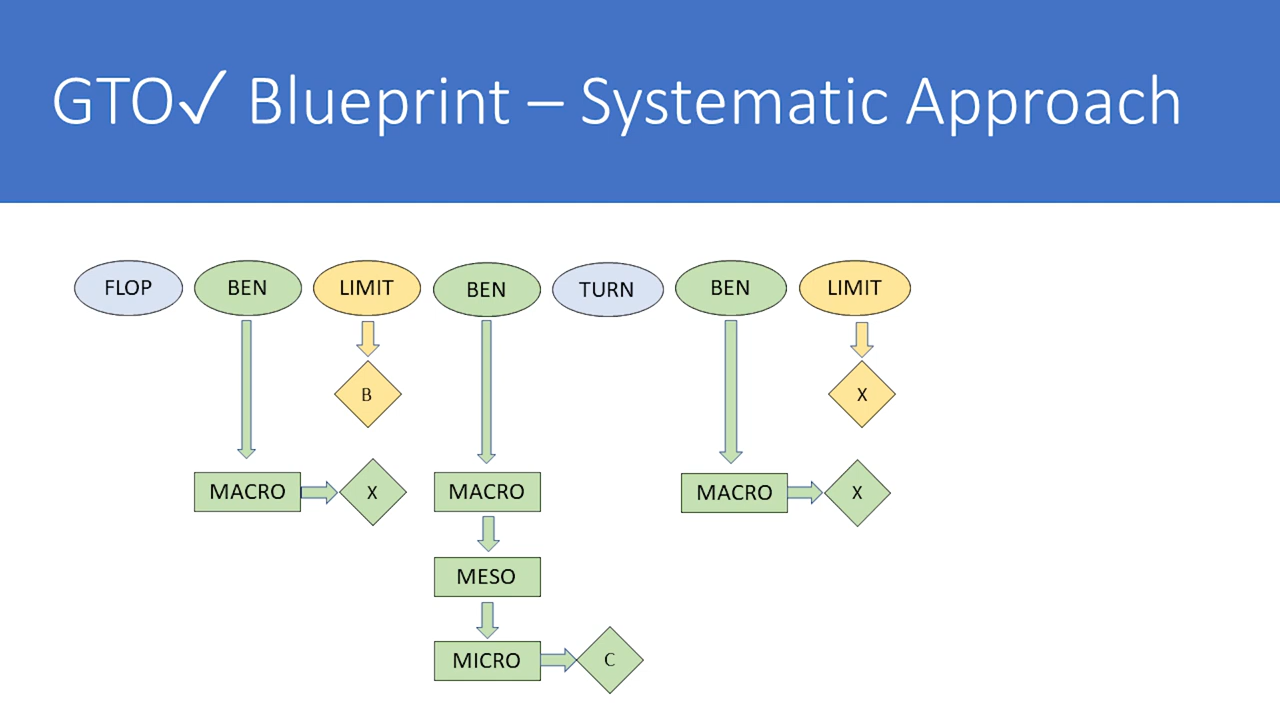 GTO✓ Blueprint – Systematic Approach
FLOP BEN LIMIT BEN TURN BEN LIMIT
B X
MACRO X MACRO MACRO X
MESO
MICRO C